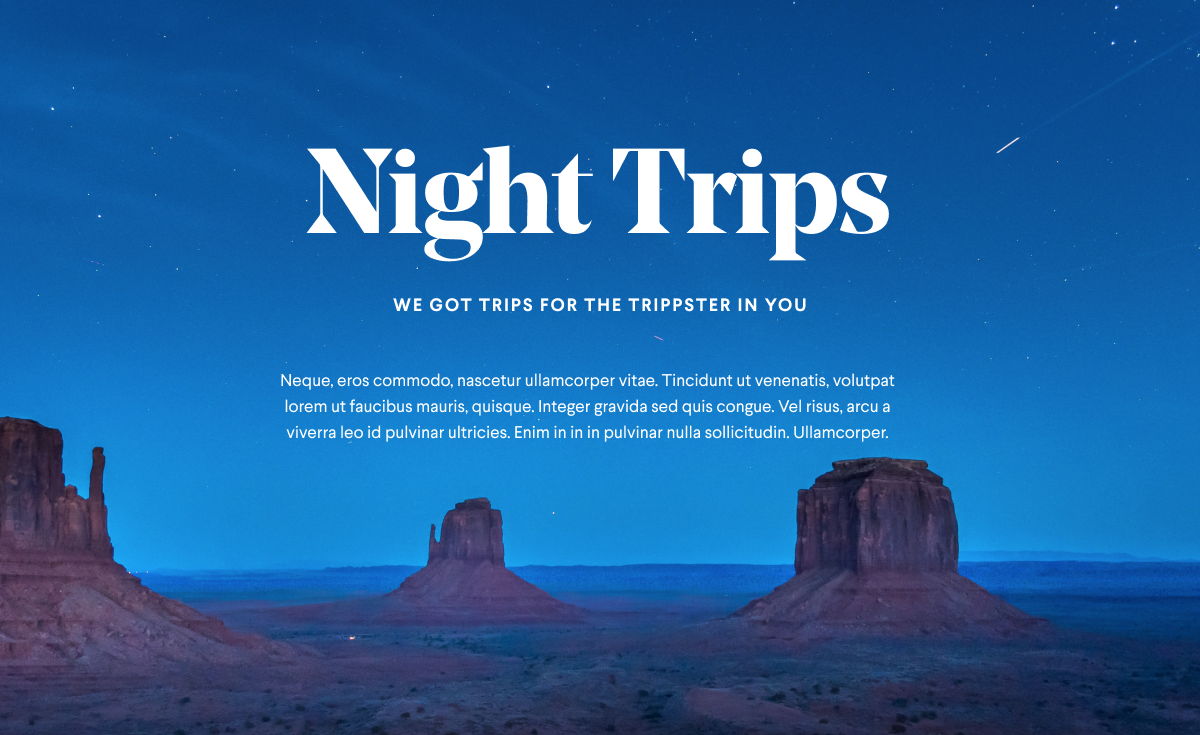 Night Trips
WE GOT TRIPS FOR THE TRIPPSTER IN YOU
Neque, eros commodo, nascetur ullamcorper vitae. Tincidunt ut venenatis, volutpat
lorem ut faucibus mauris, quisque. Integer gravida sed quis congue. Vel risus, arcu a
viverra leo id pulvinar ultricies. Enim in in in pulvinar nulla sollicitudin. Ullamcorper.